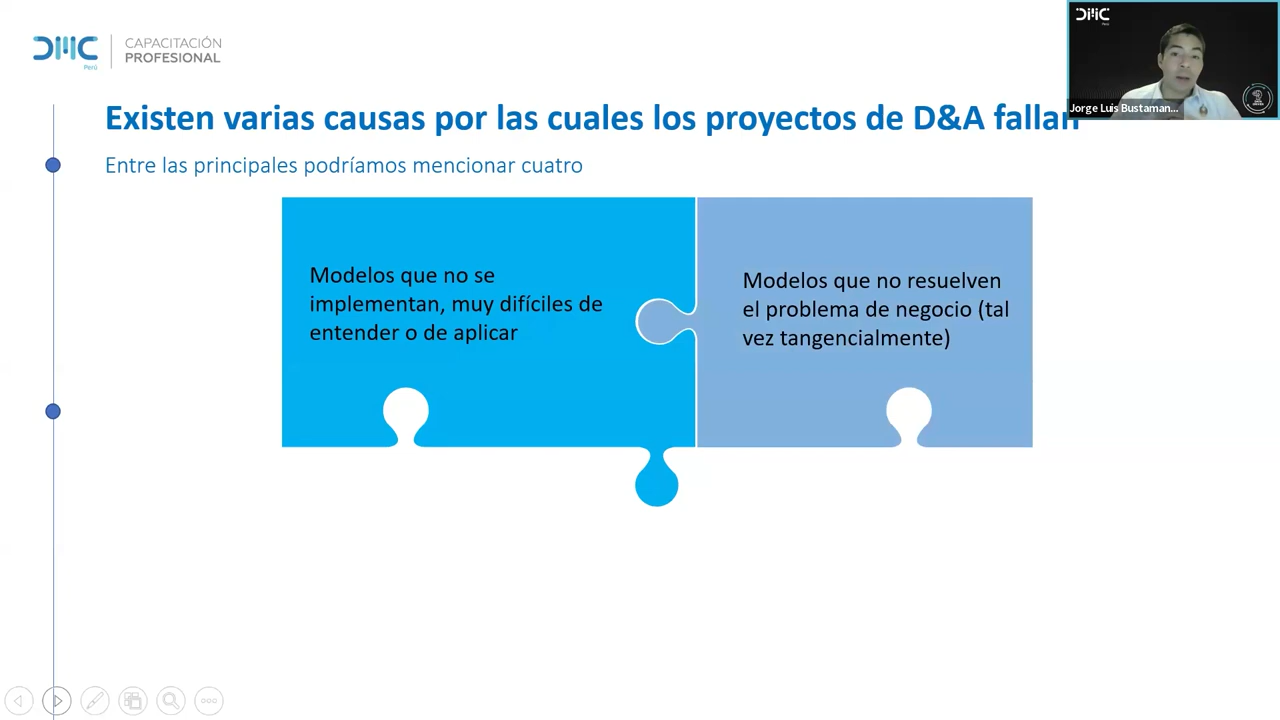 DMC
Perú
CAPACITACIÓN
PROFESIONAL
DMC
Perú
Jorge Luis Bustaman...
Existen varias causas por las cuales los proyectos de D&A fallan
Entre las principales podríamos mencionar cuatro
Modelos que no se
implementan, muy difíciles de
entender o de aplicar
Modelos que no resuelven
el problema de negocio (tal
vez tangencialmente)